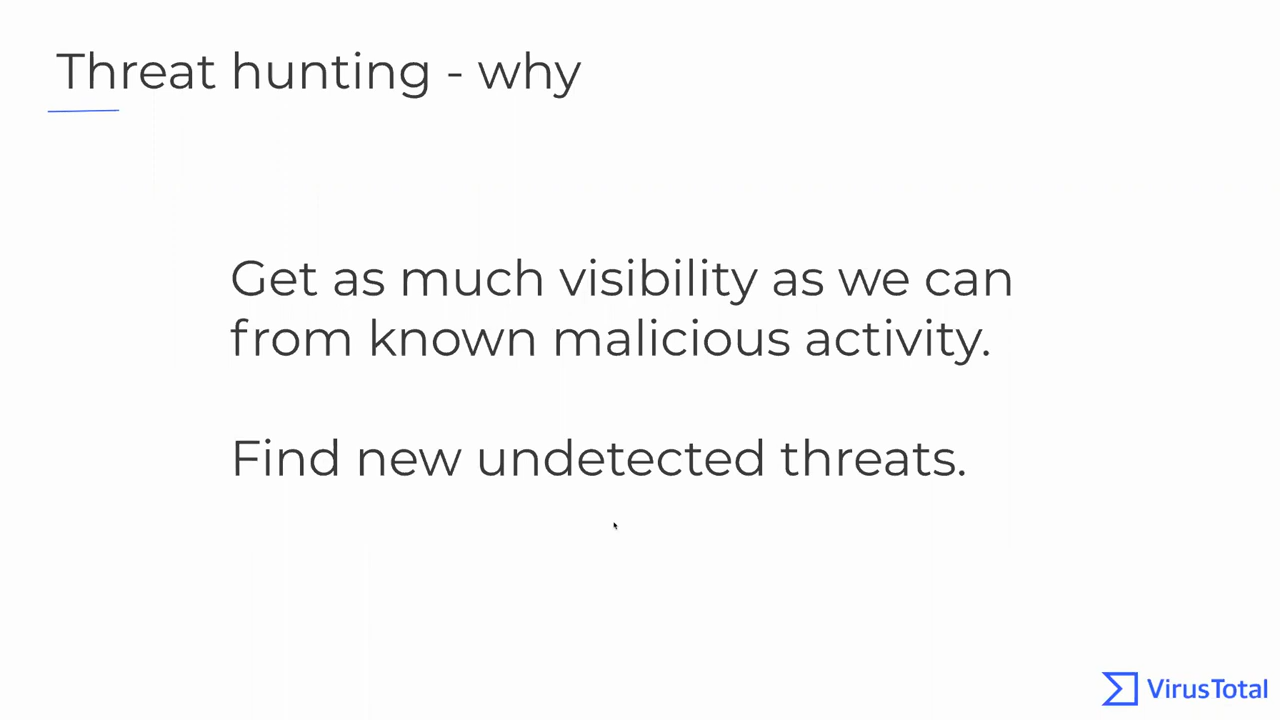 Threat hunting - why
Get as much visibility as we can
from known malicious activity.
Find new undetected threats.
VirusTotal